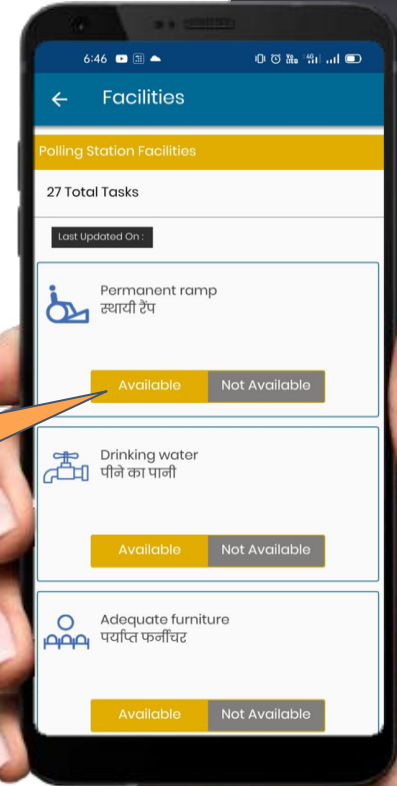 6:46
Facilities
Polling Station Facilities
27 Total Tasks
Last Updated On :
Permanent ramp
स्थायी रैंप
Available Not Available
Drinking water
पीने का पानी
Available Not Available
Adequate furniture
पर्याप्त फर्नीचर
Available Not Available